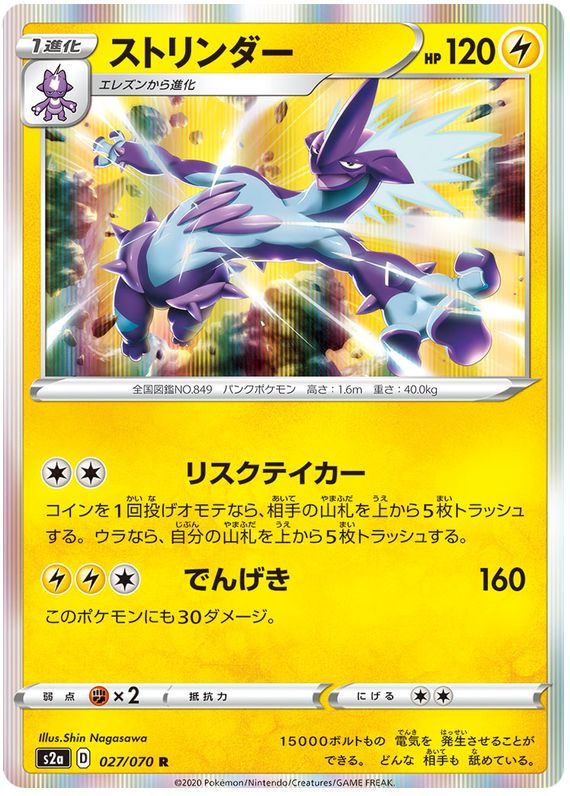 1進化
ストリンダー
HP 120
エレズンから進化
全国図鑑NO.849 パンクポケモン 高さ：1.6m 重さ：40.0kg
リスクテイカー
コインを1回投げオモテなら、相手の山札を上から5枚トラッシュ
する。ウラなら、自分の山札を上から5枚トラッシュする。
でんげき 160
このポケモンにも30ダメージ。
弱点 ×2 抵抗力 にげる
Illus.Shin Nagasawa
s2a D 027/070 R
15000ボルトもの 電気を 発生させることが
できる。 どんな 相手も 舐めている。
©2020 Pokémon/Nintendo/Creatures/GAME FREAK.